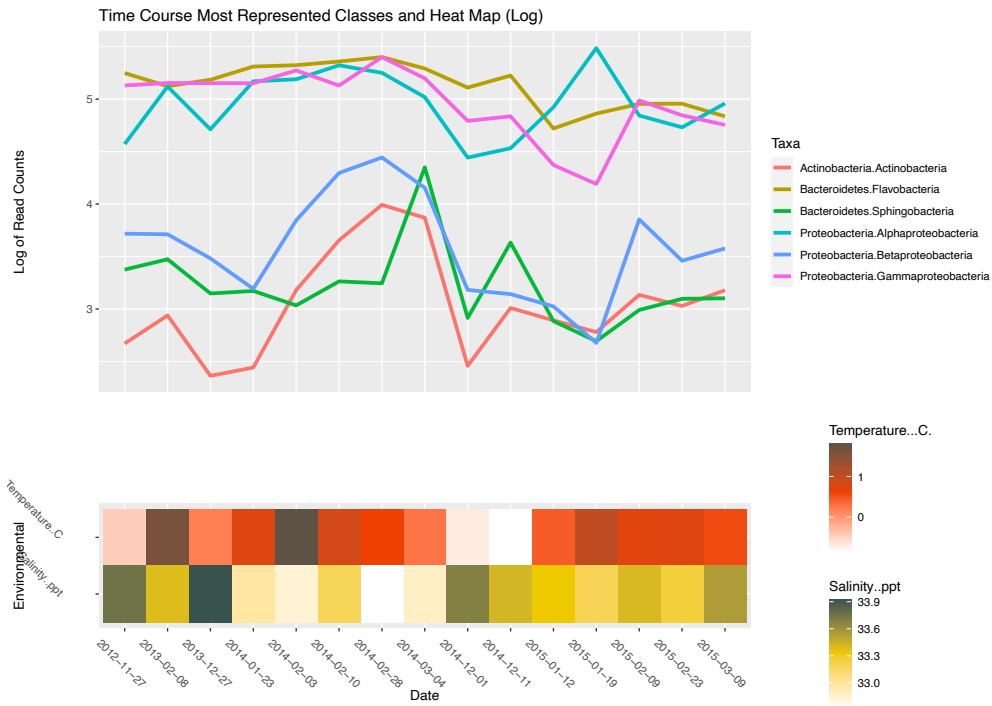 Time Course Most Represented Classes and Heat Map (Log)
Log of Read Counts
5
4
3
Taxa
Actinobacteria.Actinobacteria
Bacteroidetes.Flavobacteria
Bacteroidetes.Sphingobacteria
Proteobacteria.Alphaproteobacteria
Proteobacteria.Betaproteobacteria
Proteobacteria.Gammaproteobacteria
Temperature...C.
1
0
Environmental
Temperature..C
Salinity..ppt
Salinity..ppt
33.9
33.6
33.3
33.0
2012−11−27
2013−02−08
2013−12−27
2014−01−23
2014−02−03
2014−02−10
2014−02−28
2014−03−04
2014−12−01
2014−12−11
2015−01−12
2015−01−19
2015−02−09
2015−02−23
2015−03−09
Date